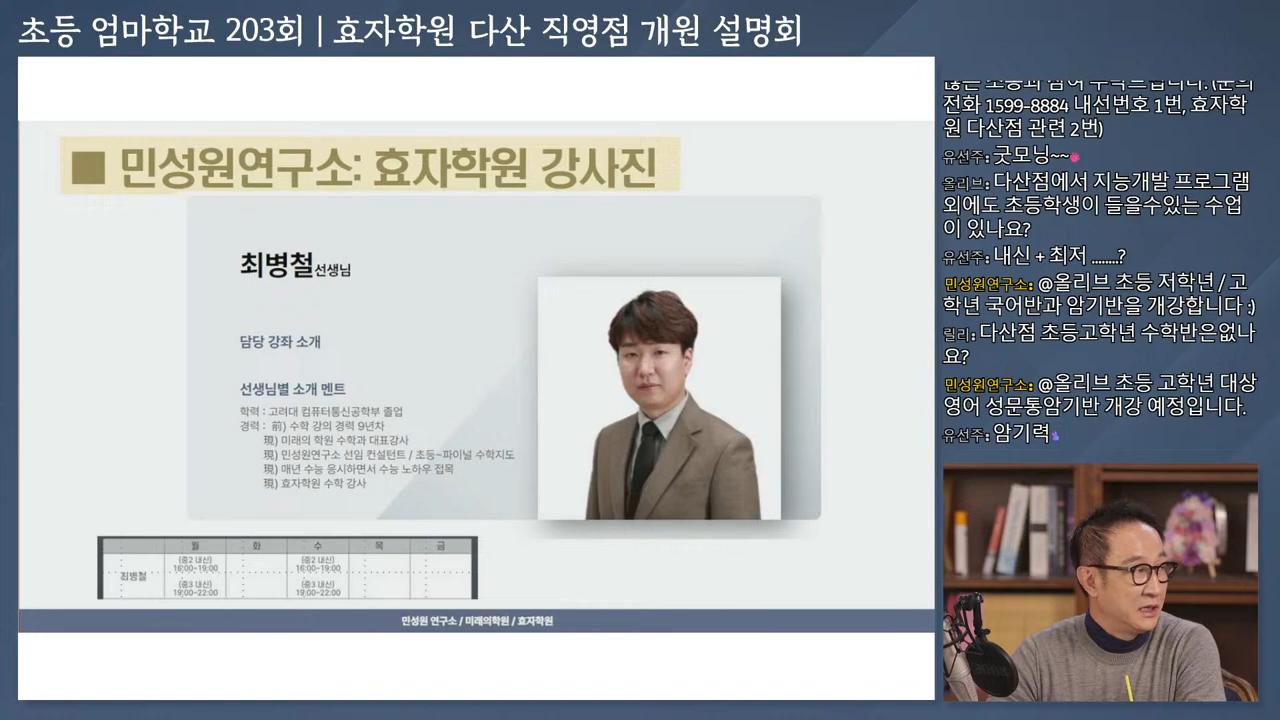 초등 엄마학교 203회 | 효자학원 다산 직영점 개원 설명회
■ 민성원연구소: 효자학원 강사진
최병철선생님
담당 강좌 소개
선생님별 소개 멘트
학력 : 고려대 컴퓨터통신공학부 졸업
경력 : 前) 수학 강의 경력 9년차
現) 미래의 학원 수학과 대표강사
現) 민성원연구소 선임 컨설턴트 / 초등~파이널 수학지도
現) 매년 수능 응시하면서 수능 노하우 접목
現) 효자학원 수학 강사
월 화 수 목 금
최병철
(중2 내신) (중2 내신)
16:00~19:00 16:00~19:00
(중3 내신) (중3 내신)
19:00~22:00 19:00~22:00
민성원 연구소 / 미래의학원 / 효자학원
전화 1599-8884 내선번호 1번, 효자학
원 다산점 관련 2번)
유선주: 굿모닝~~
올리브: 다산점에서 지능개발 프로그램
외에도 초등학생이 들을수있는 수업
이 있나요?
유선주: 내신 + 최저 ........?
민성원연구소: @올리브 초등 저학년 / 고
학년 국어반과 암기반을 개강합니다 :)
릴리: 다산점 초등고학년 수학반은없나
요?
민성원연구소: @올리브 초등 고학년 대상
영어 성문통암기반 개강 예정입니다.
유선주: 암기력